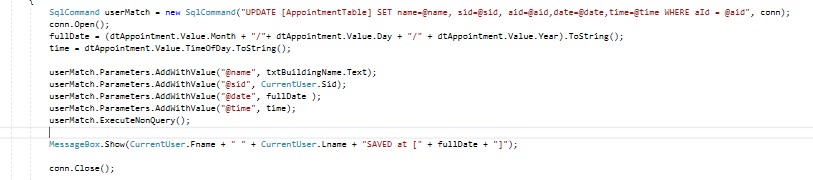 {
SqlCommand userMatch = new SqlCommand("UPDATE [AppointmentTable] SET name=@name, sid=@sid, aid=@aid,date=@date,time=@time WHERE aId = @aid", conn);
conn.Open();
fullDate = (dtAppointment.Value.Month + "/"+ dtAppointment.Value.Day + "/" + dtAppointment.Value.Year).ToString();
time = dtAppointment.Value.TimeOfDay.ToString();
userMatch.Parameters.AddWithValue("@name", txtBuildingName.Text);
userMatch.Parameters.AddWithValue("@sid", CurrentUser.Sid);
userMatch.Parameters.AddWithValue("@date", fullDate );
userMatch.Parameters.AddWithValue("@time", time);
userMatch.ExecuteNonQuery();
MessageBox.Show(CurrentUser.Fname + " " + CurrentUser.Lname + "SAVED at [" + fullDate + "]");
conn.Close();